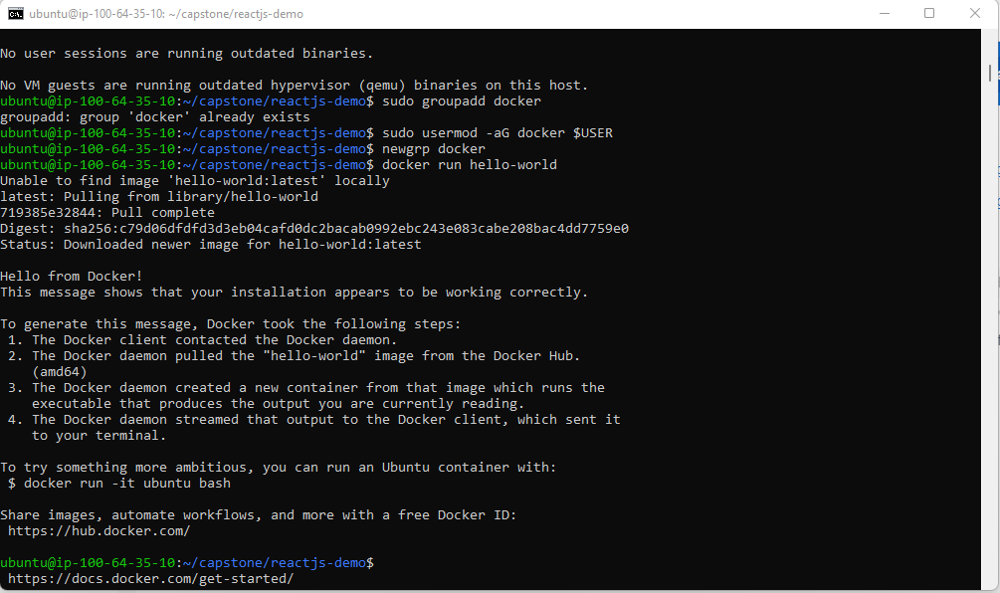 ubuntu@ip-100-64-35-10: ~/capstone/reactjs-demo
No user sessions are running outdated binaries.
No VM guests are running outdated hypervisor (qemu) binaries on this host.
ubuntu@ip-100-64-35-10:~/capstone/reactjs-demo$ sudo groupadd docker
groupadd: group 'docker' already exists
ubuntu@ip-100-64-35-10:~/capstone/reactjs-demo$ sudo usermod -aG docker $USER
ubuntu@ip-100-64-35-10:~/capstone/reactjs-demo$ newgrp docker
ubuntu@ip-100-64-35-10:~/capstone/reactjs-demo$ docker run hello-world
Unable to find image 'hello-world:latest' locally
latest: Pulling from library/hello-world
719385e32844: Pull complete
Digest: sha256:c79d06dfdfd3d3eb04cafd0dc2bacab0992ebc243e083cabe208bac4dd7759e0
Status: Downloaded newer image for hello-world:latest
Hello from Docker!
This message shows that your installation appears to be working correctly.
To generate this message, Docker took the following steps:
1. The Docker client contacted the Docker daemon.
2. The Docker daemon pulled the "hello-world" image from the Docker Hub.
(amd64)
3. The Docker daemon created a new container from that image which runs the
executable that produces the output you are currently reading.
4. The Docker daemon streamed that output to the Docker client, which sent it
to your terminal.
To try something more ambitious, you can run an Ubuntu container with:
$ docker run -it ubuntu bash
Share images, automate workflows, and more with a free Docker ID:
https://hub.docker.com/
ubuntu@ip-100-64-35-10:~/capstone/reactjs-demo$
https://docs.docker.com/get-started/